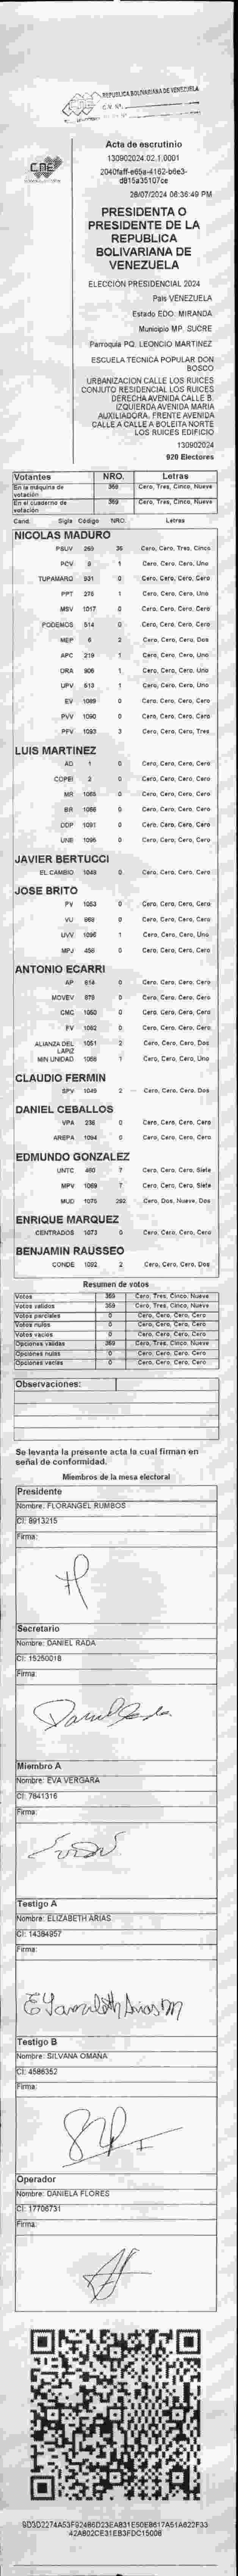 REPUBLICA BOLIVARIANA DE VENEZUELA
CNE
Acta de escrutinio
130902024.02.1.0001
2040faff-e65a-4162-b6e3-
d815a35107ce
28/07/2024 06:36:49 PM
PRESIDENTA O
PRESIDENTE DE LA
REPUBLICA
BOLIVARIANA DE
VENEZUELA
ELECCIÓN PRESIDENCIAL 2024
País VENEZUELA
Estado EDO. MIRANDA
Municipio MP. SUCRE
Parroquia PQ. LEONCIO MARTINEZ
ESCUELA TECNICA POPULAR DON
BOSCO
URBANIZACION CALLE LOS RUICES
CONJUTO RESIDENCIAL LOS RUICES
DERECHA AVENIDA CALLE B.
IZQUIERDA AVENIDA MARIA
AUXILIADORA. FRENTE AVENIDA
CALLE A CALLE A BOLEITA NORTE
LOS RUICES EDIFICIO
130902024
920 Electores
Votantes NRO. Letras
En la máquina de votación 359 Cero, Tres, Cinco, Nueve
En el cuaderno de votación 359 Cero, Tres, Cinco, Nueve
Cand. Sigla Código NRO. Letras
NICOLAS MADURO
PSUV 259 35 Cero, Cero, Tres, Cinco
PCV 9 1 Cero, Cero, Cero, Uno
TUPAMARO 931 0 Cero, Cero, Cero, Cero
PPT 275 1 Cero, Cero, Cero, Uno
MSV 1017 0 Cero, Cero, Cero, Cero
PODEMOS 514 0 Cero, Cero, Cero, Cero
MEP 6 2 Cero, Cero, Cero, Dos
APC 219 1 Cero, Cero, Cero, Uno
ORA 906 1 Cero, Cero, Cero, Uno
UPV 513 1 Cero, Cero, Cero, Uno
EV 1089 0 Cero, Cero, Cero, Cero
PVV 1090 0 Cero, Cero, Cero, Cero
PFV 1093 3 Cero, Cero, Cero, Tres
LUIS MARTINEZ
AD 1 0 Cero, Cero, Cero, Cero
COPEI 2 0 Cero, Cero, Cero, Cero
MR 1065 0 Cero, Cero, Cero, Cero
BR 1066 0 Cero, Cero, Cero, Cero
DDP 1091 0 Cero, Cero, Cero, Cero
UNE 1095 0 Cero, Cero, Cero, Cero
JAVIER BERTUCCI
EL CAMBIO 1049 0 Cero, Cero, Cero, Cero
JOSE BRITO
PV 1053 0 Cero, Cero, Cero, Cero
VU 968 0 Cero, Cero, Cero, Cero
UVV 1096 1 Cero, Cero, Cero, Uno
MPJ 458 0 Cero, Cero, Cero, Cero
ANTONIO ECARRI
AP 614 0 Cero, Cero, Cero, Cero
MOVEV 879 0 Cero, Cero, Cero, Cero
CMC 1050 0 Cero, Cero, Cero, Cero
FV 1082 0 Cero, Cero, Cero, Cero
ALIANZA DEL LAPIZ 1051 2 Cero, Cero, Cero, Dos
MIN UNIDAD 1068 1 Cero, Cero, Cero, Uno
CLAUDIO FERMIN
SPV 1048 2 Cero, Cero, Cero, Dos
DANIEL CEBALLOS
VPA 238 0 Cero, Cero, Cero, Cero
AREPA 1094 0 Cero, Cero, Cero, Cero
EDMUNDO GONZALEZ
UNTC 460 7 Cero, Cero, Cero, Siete
MPV 1069 7 Cero, Cero, Cero, Siete
MUD 1075 292 Cero, Dos, Nueve, Dos
ENRIQUE MARQUEZ
CENTRADOS 1073 0 Cero, Cero, Cero, Cero
BENJAMIN RAUSSEO
CONDE 1092 2 Cero, Cero, Cero, Dos
Resumen de votos
Votos 359 Cero, Tres, Cinco, Nueve
Votos válidos 359 Cero, Tres, Cinco, Nueve
Votos parciales 0 Cero, Cero, Cero, Cero
Votos nulos 0 Cero, Cero, Cero, Cero
Votos vacíos 0 Cero, Cero, Cero, Cero
Opciones válidas 359 Cero, Tres, Cinco, Nueve
Opciones nulas 0 Cero, Cero, Cero, Cero
Opciones vacías 0 Cero, Cero, Cero, Cero
Observaciones:
Se levanta la presente acta la cual firman en
señal de conformidad.
Miembros de la mesa electoral
Presidente
Nombre: FLORANGEL RUMBOS
CI: 8913215
Firma:
Secretario
Nombre: DANIEL RADA
CI: 15250018
Firma:
Miembro A
Nombre: EVA VERGARA
CI: 7841316
Firma:
Testigo A
Nombre: ELIZABETH ARIAS
CI: 14384957
Firma:
Testigo B
Nombre: SILVANA OMAÑA
CI: 4586352
Firma:
Operador
Nombre: DANIELA FLORES
CI: 17706731
Firma:
9D3D2274A53F92486D23EA831E50E8617A51A622F33
42A802CE31EB3FDC15008